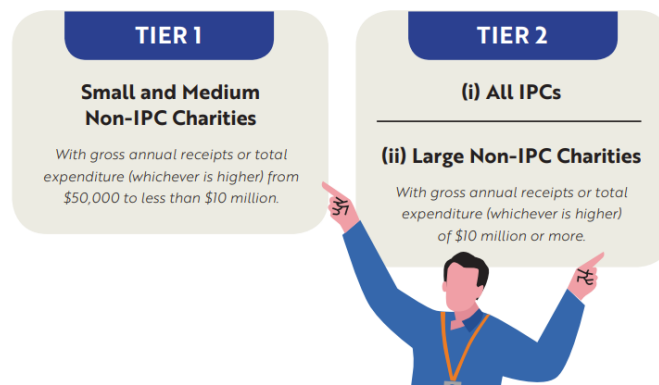 TIER 1
Small and Medium
Non-IPC Charities
With gross annual receipts or total
expenditure (whichever is higher) from
$50,000 to less than $10 million.
TIER 2
(i) All IPCs
(ii) Large Non-IPC Charities
With gross annual receipts or total
expenditure (whichever is higher)
of $10 million or more.